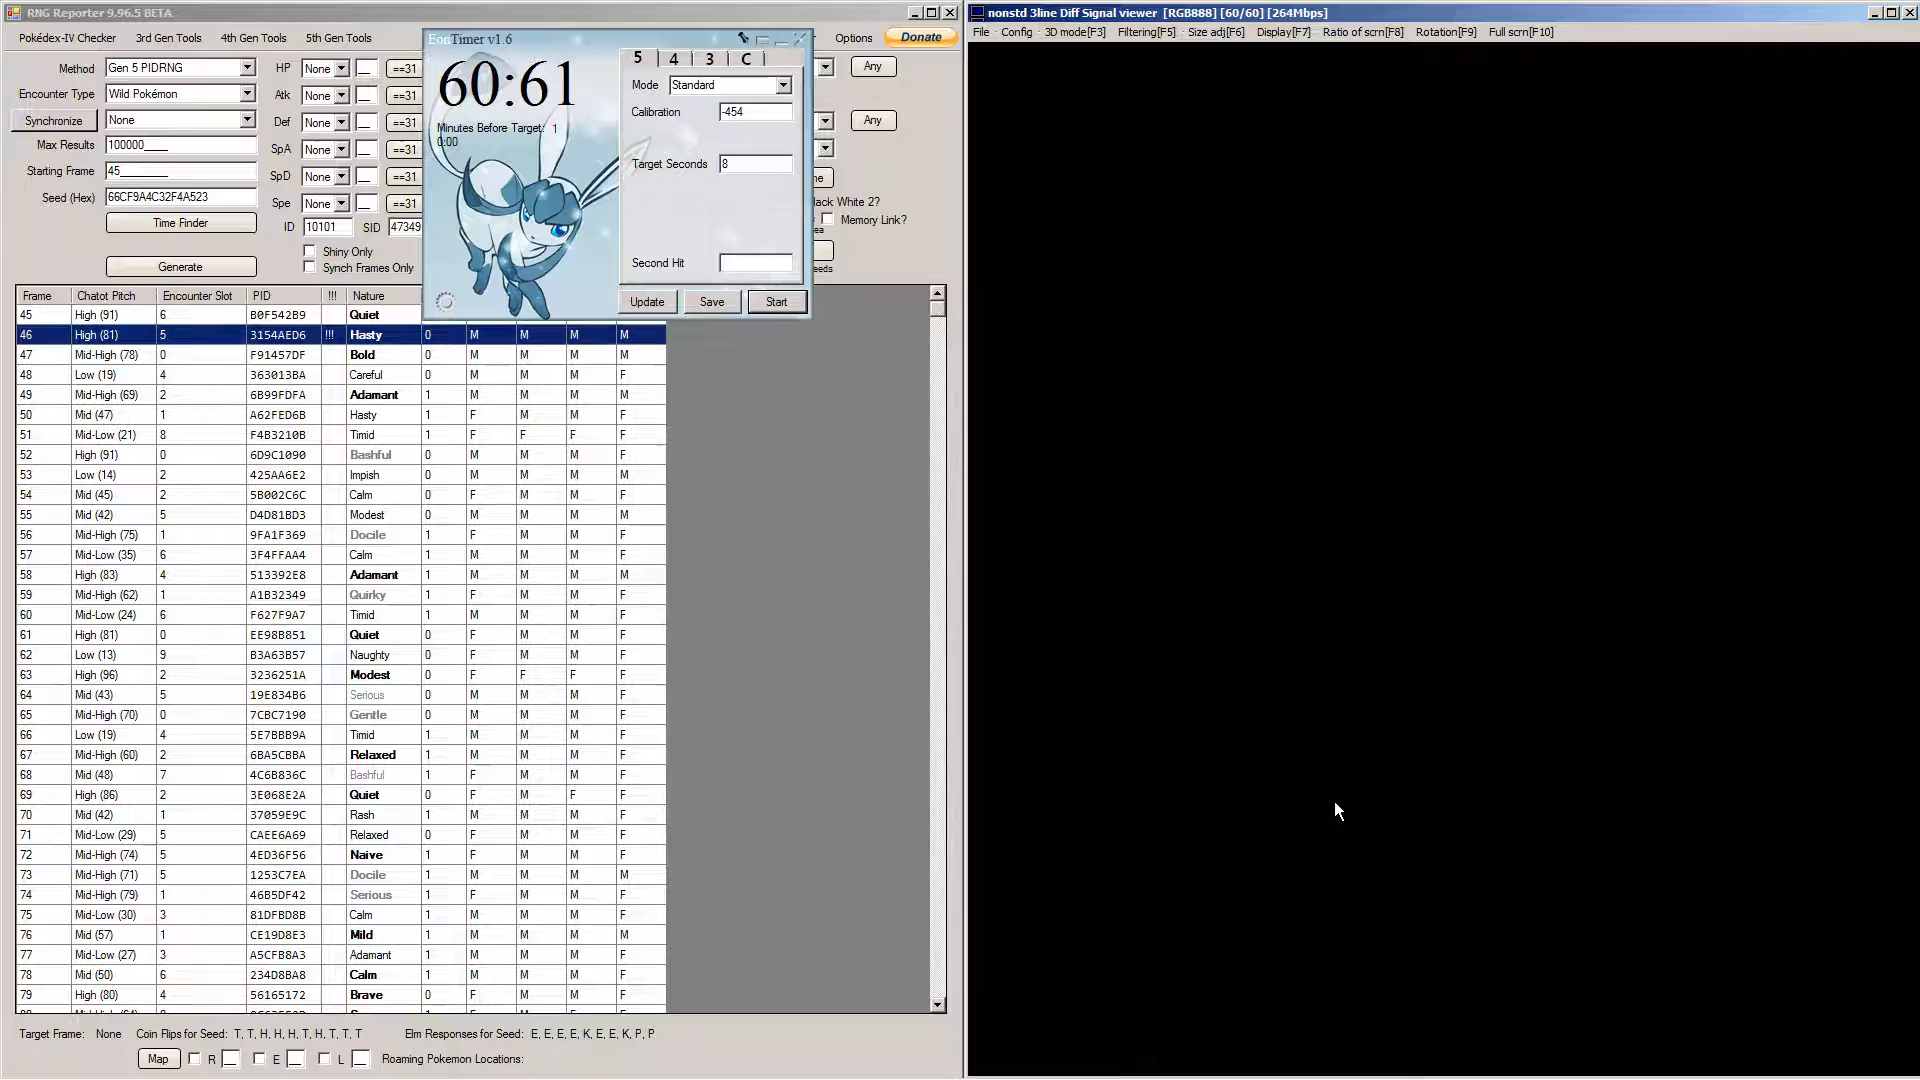 RNG Reporter 9.96.5 BETA
Pokédex-IV Checker 3rd Gen Tools 4th Gen Tools 5th Gen Tools Options Donate
Method Gen 5 PIDRNG HP None ==31 Any
Encounter Type Wild Pokémon Atk None ==31
Synchronize None Def None ==31 Any
Max Results 100000____ SpA None ==31
Starting Frame 45________ SpD None ==31
Seed (Hex) 66CF9A4C32F4A523 Spe None ==31
Time Finder ID 10101 SID 47349
lack White 2?
Memory Link?
Generate Shiny Only
Synch Frames Only
EonTimer v1.6
60:61
Minutes Before Target: 1
0:00
5 4 3 C
Mode Standard
Calibration -454
Target Seconds 8
Second Hit
Update Save Start
Frame Chatot Pitch Encounter Slot PID !!! Nature
45 High (91) 6 B0F542B9 Quiet
46 High (81) 5 3154AED6 !!! Hasty 0 M M M M
47 Mid-High (78) 0 F91457DF Bold 0 M M M M
48 Low (19) 4 363013BA Careful 0 M M M F
49 Mid-High (69) 2 6B99FDFA Adamant 1 M M M M
50 Mid (47) 1 A62FED6B Hasty 1 F M M F
51 Mid-Low (21) 8 F4B3210B Timid 1 F F F F
52 High (91) 0 6D9C1090 Bashful 0 M M M F
53 Low (14) 2 425AA6E2 Impish 0 M M M M
54 Mid (45) 2 5B002C6C Calm 0 F M M F
55 Mid (42) 5 D4D81BD3 Modest 0 M M M M
56 Mid-High (75) 1 9FA1F369 Docile 1 F M M F
57 Mid-Low (35) 6 3F4FFAA4 Calm 1 M M M F
58 High (83) 4 513392E8 Adamant 1 M M M M
59 Mid-High (62) 1 A1B32349 Quirky 1 F M M F
60 Mid-Low (24) 6 F627F9A7 Timid 1 M M M F
61 High (81) 0 EE98B851 Quiet 0 F M M F
62 Low (13) 9 B3A63B57 Naughty 0 F M M F
63 High (96) 2 3236251A Modest 0 F F F F
64 Mid (43) 5 19E834B6 Serious 0 M M M F
65 Mid-High (70) 0 7CBC7190 Gentle 0 M M M F
66 Low (19) 4 5E7BBB9A Timid 1 M M M F
67 Mid-High (60) 2 6BA5CBBA Relaxed 1 M M M F
68 Mid (48) 7 4C6B836C Bashful 1 F M M F
69 High (86) 2 3E068E2A Quiet 0 F M F F
70 Mid (42) 1 37059E9C Rash 1 M M M F
71 Mid-Low (29) 5 CAEE6A69 Relaxed 0 F M M F
72 Mid-High (74) 5 4ED36F56 Naive 1 F M M F
73 Mid-High (71) 5 1253C7EA Docile 1 M M M M
74 Mid-High (79) 1 46B5DF42 Serious 1 F M M F
75 Mid-Low (30) 3 81DFBD8B Calm 1 M M M F
76 Mid (57) 1 CE19D8E3 Mild 1 M M M M
77 Mid-Low (27) 3 A5CFB8A3 Adamant 1 M M M F
78 Mid (50) 6 234D8BA8 Calm 1 M M M F
79 High (80) 4 56165172 Brave 0 F M M F
Target Frame: None Coin Flips for Seed: T, T, H, H, H, T, H, T, T, T Elm Responses for Seed: E, E, E, E, K, E, E, K, P, P
Map R E L Roaming Pokemon Locations:
nonstd 3line Diff Signal viewer [RGB888] [60/60] [264Mbps]
File Config 3D mode[F3] Filtering[F5] Size adj[F6] Display[F7] Ratio of scrn[F8] Rotation[F9] Full scrn[F10]